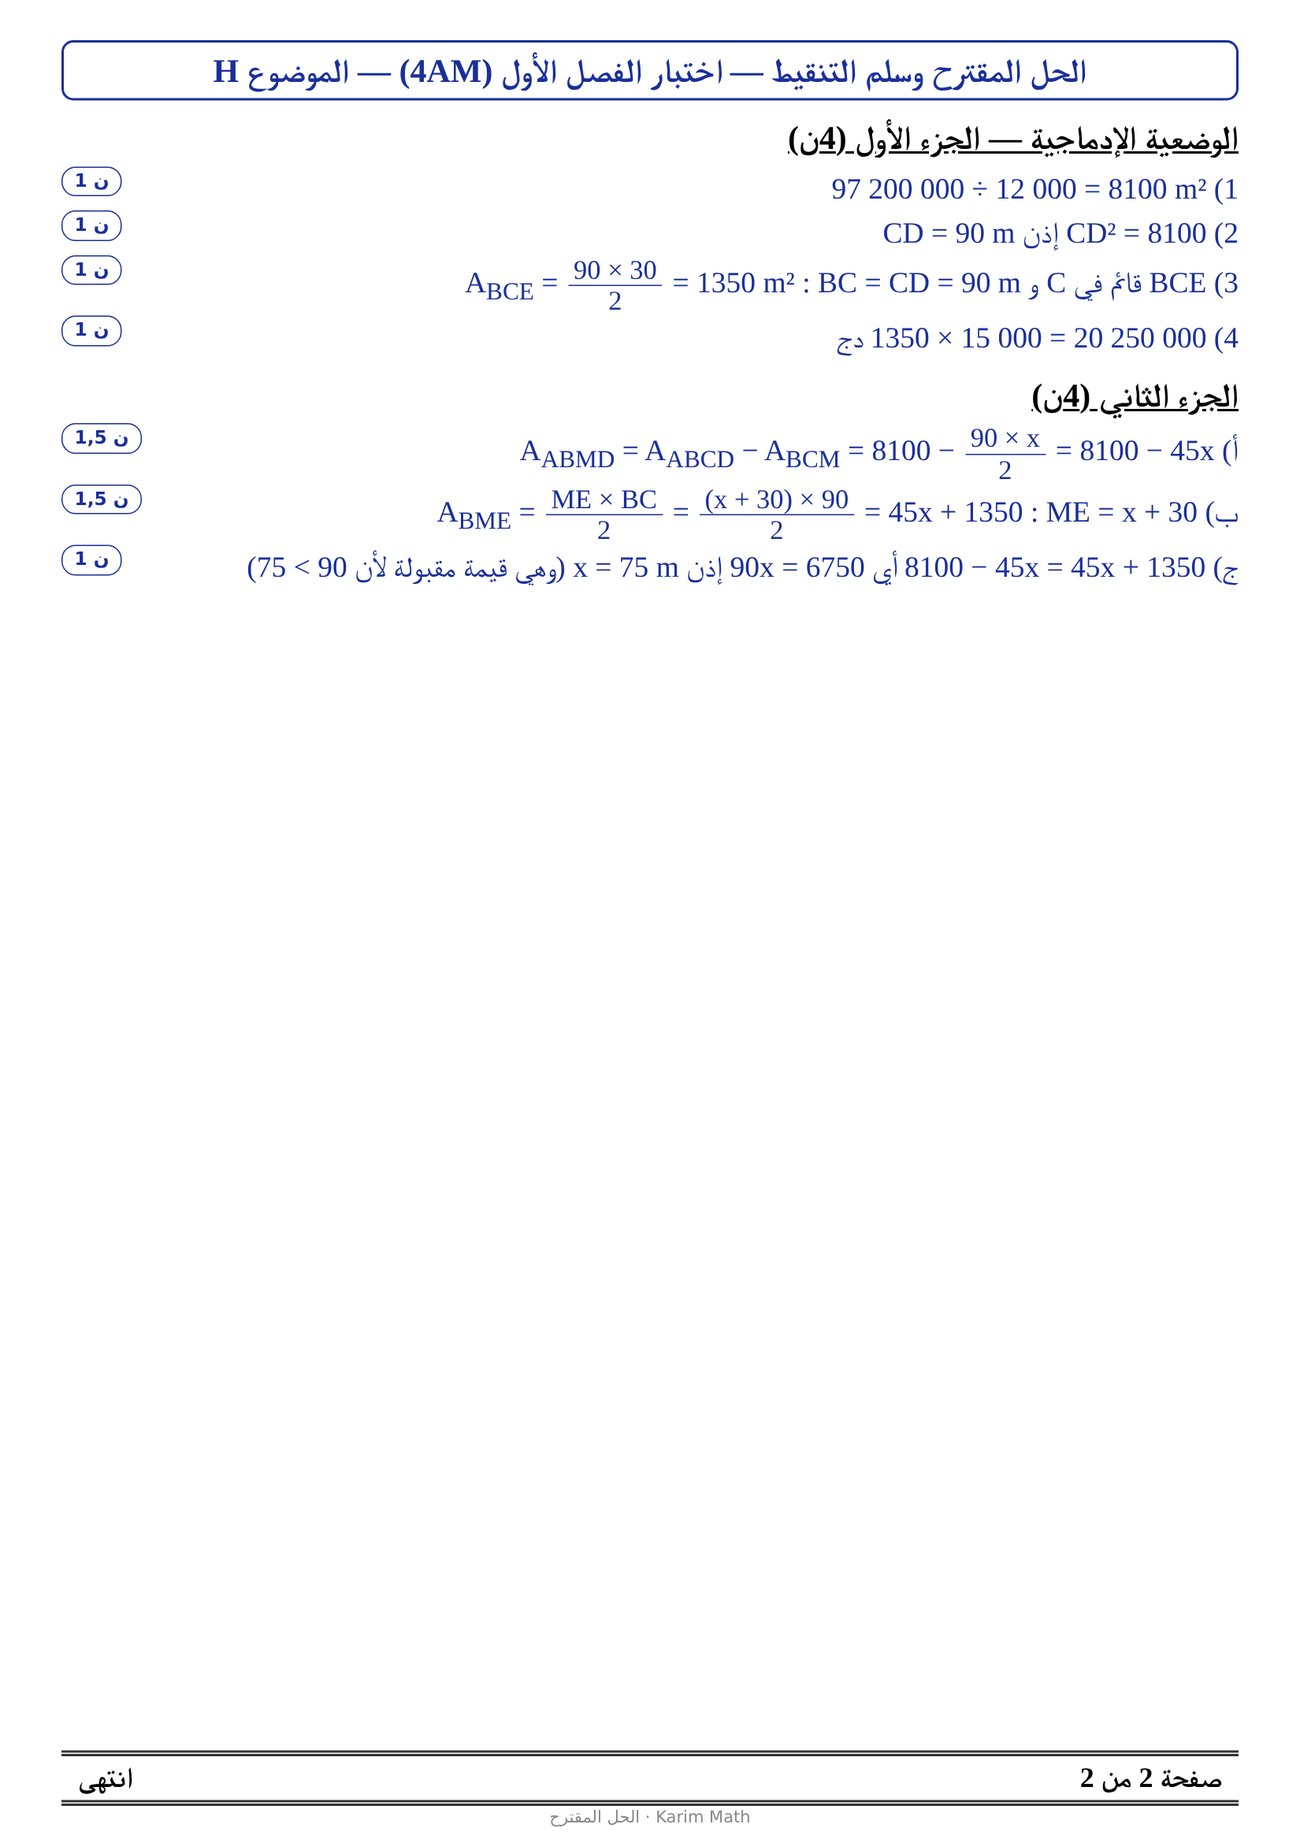 الحل المقترح وسلم التنقيط — اختبار الفصل الأول (4AM) — الموضوع H
الوضعية الإدماجية — الجزء الأول (4ن)
1) 97 200 000 ÷ 12 000 = 8100 m² 1 ن
2) CD² = 8100 إذن CD = 90 m 1 ن
3) BCE قائم في C و BC = CD = 90 m : A_BCE = (90 × 30)/2 = 1350 m² 1 ن
4) 1350 × 15 000 = 20 250 000 دج 1 ن
الجزء الثاني (4ن)
أ) A_ABMD = A_ABCD − A_BCM = 8100 − (90 × x)/2 = 8100 − 45x 1,5 ن
ب) ME = x + 30 : A_BME = (ME × BC)/2 = ((x + 30) × 90)/2 = 45x + 1350 1,5 ن
ج) 8100 − 45x = 45x + 1350 أي 90x = 6750 إذن x = 75 m (وهي قيمة مقبولة لأن 75 < 90) 1 ن
صفحة 2 من 2 انتهى
Karim Math · الحل المقترح